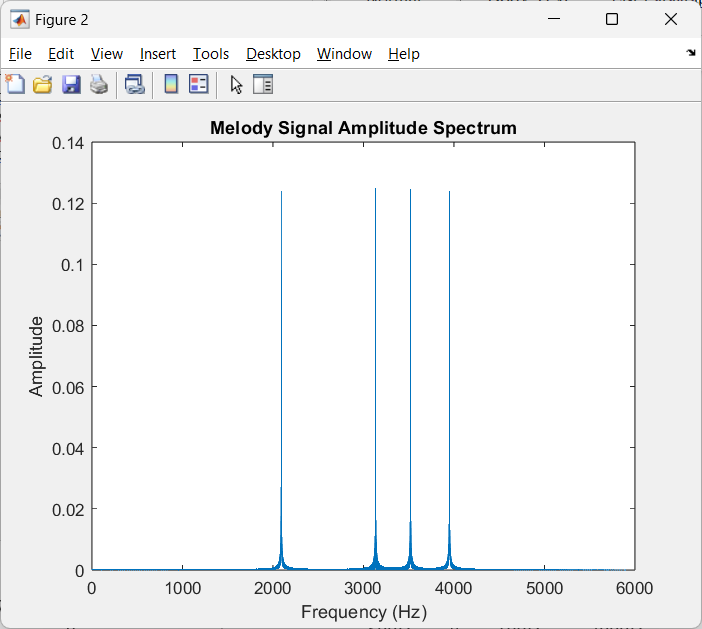 Figure 2
File Edit View Insert Tools Desktop Window Help
Melody Signal Amplitude Spectrum
0.14
0.12
0.1
0.08
0.06
0.04
0.02
0
Amplitude
0 1000 2000 3000 4000 5000 6000
Frequency (Hz)